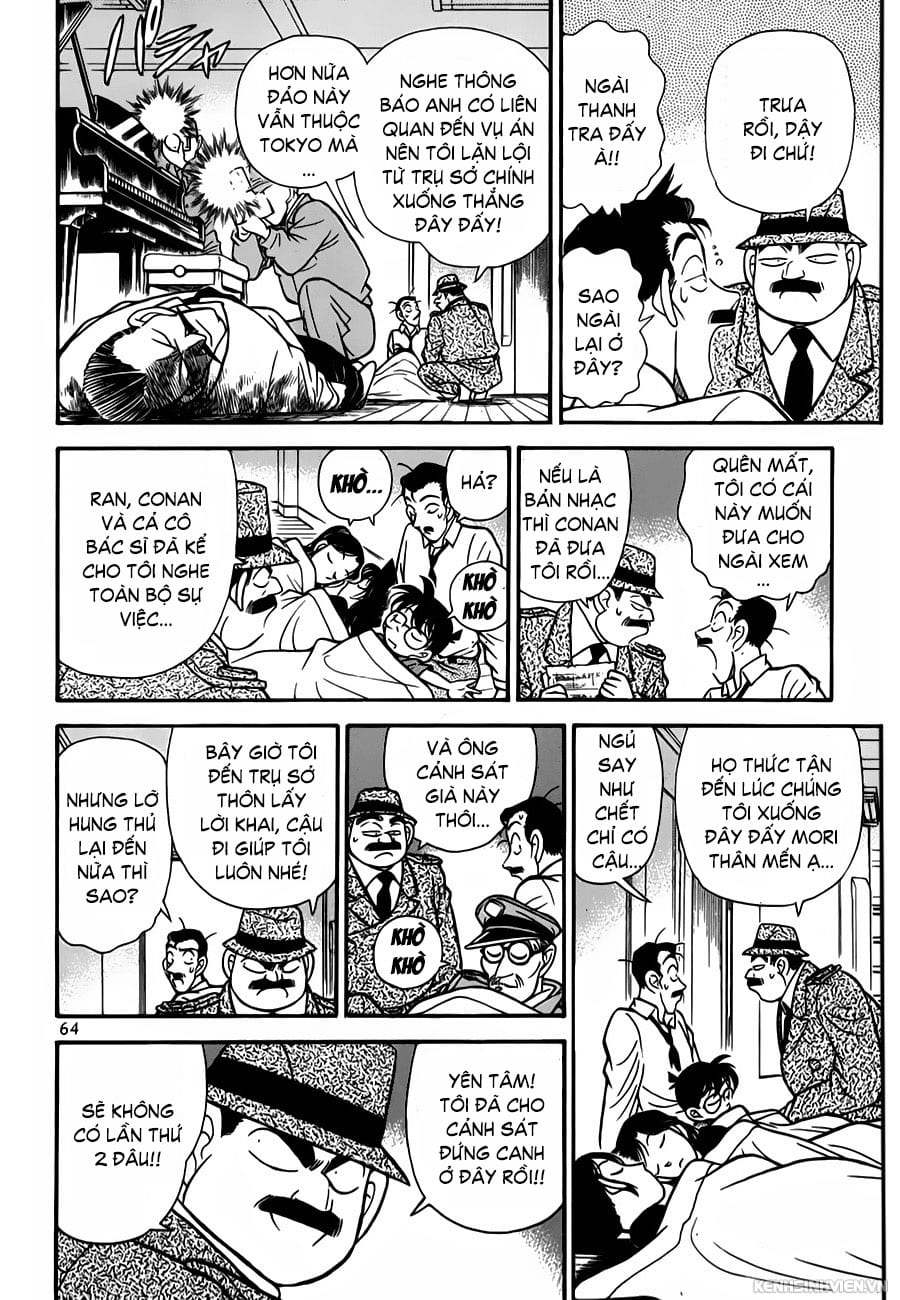 TRƯA
RỒI, DẬY
ĐI CHỨ!
NGÀI
THANH
TRA ĐẤY
À!!
SAO
NGÀI
LẠI Ở
ĐÂY?
NGHE THÔNG
BÁO ANH CÓ LIÊN
QUAN ĐẾN VỤ ÁN
NÊN TÔI LẶN LỘI
TỪ TRỤ SỞ CHÍNH
XUỐNG THẲNG
ĐÂY ĐẤY!
HƠN NỮA
ĐẢO NÀY
VẪN THUỘC
TOKYO MÀ
...
QUÊN MẤT,
TÔI CÓ CÁI
NÀY MUỐN
ĐƯA CHO
NGÀI XEM
...
NẾU LÀ
BẢN NHẠC
THÌ CONAN
ĐÃ ĐƯA
TÔI RỒI...
HẢ?
KHÒ...
KHÒ
KHÒ
RAN, CONAN
VÀ CẢ CÔ
BÁC SĨ ĐÃ KỂ
CHO TÔI NGHE
TOÀN BỘ SỰ
VIỆC.
HỌ THỨC TẬN
ĐẾN LÚC CHÚNG
TÔI XUỐNG
ĐÂY ĐẤY MORI
THÂN MẾN Ạ...
NGỦ
SAY
NHƯ
CHẾT
CHỈ CÓ
CẬU...
VÀ ÔNG
CẢNH SÁT
GIÀ NÀY
THÔI...
KHÒ
KHÒ
BÂY GIỜ TÔI
ĐẾN TRỤ SỞ
THÔN LẤY
LỜI KHAI, CẬU
ĐI GIÚP TÔI
LUÔN NHÉ!
NHƯNG LỠ
HUNG THỦ
LẠI ĐẾN
NỮA THÌ
SAO?
64
YÊN TÂM!
TÔI ĐÃ CHO
CẢNH SÁT
ĐỨNG CANH
Ở ĐÂY RỒI!!
SẼ KHÔNG
CÓ LẦN THỨ
2 ĐÂU!!
KENHSINHVIEN.VN